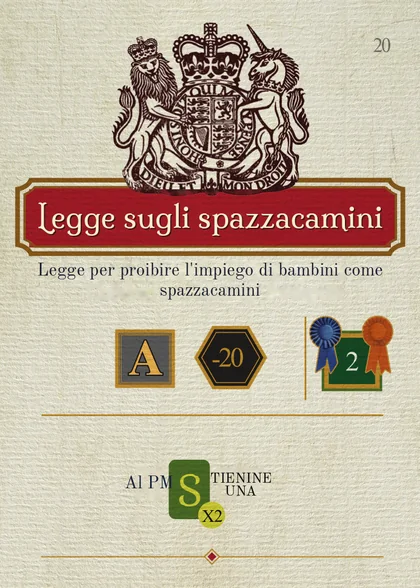 20
DIEU ET MON DROIT
Legge sugli spazzacamini
Legge per proibire l'impiego di bambini come
spazzacamini
A -20 2
Al PM S TIENINE
UNA
X2